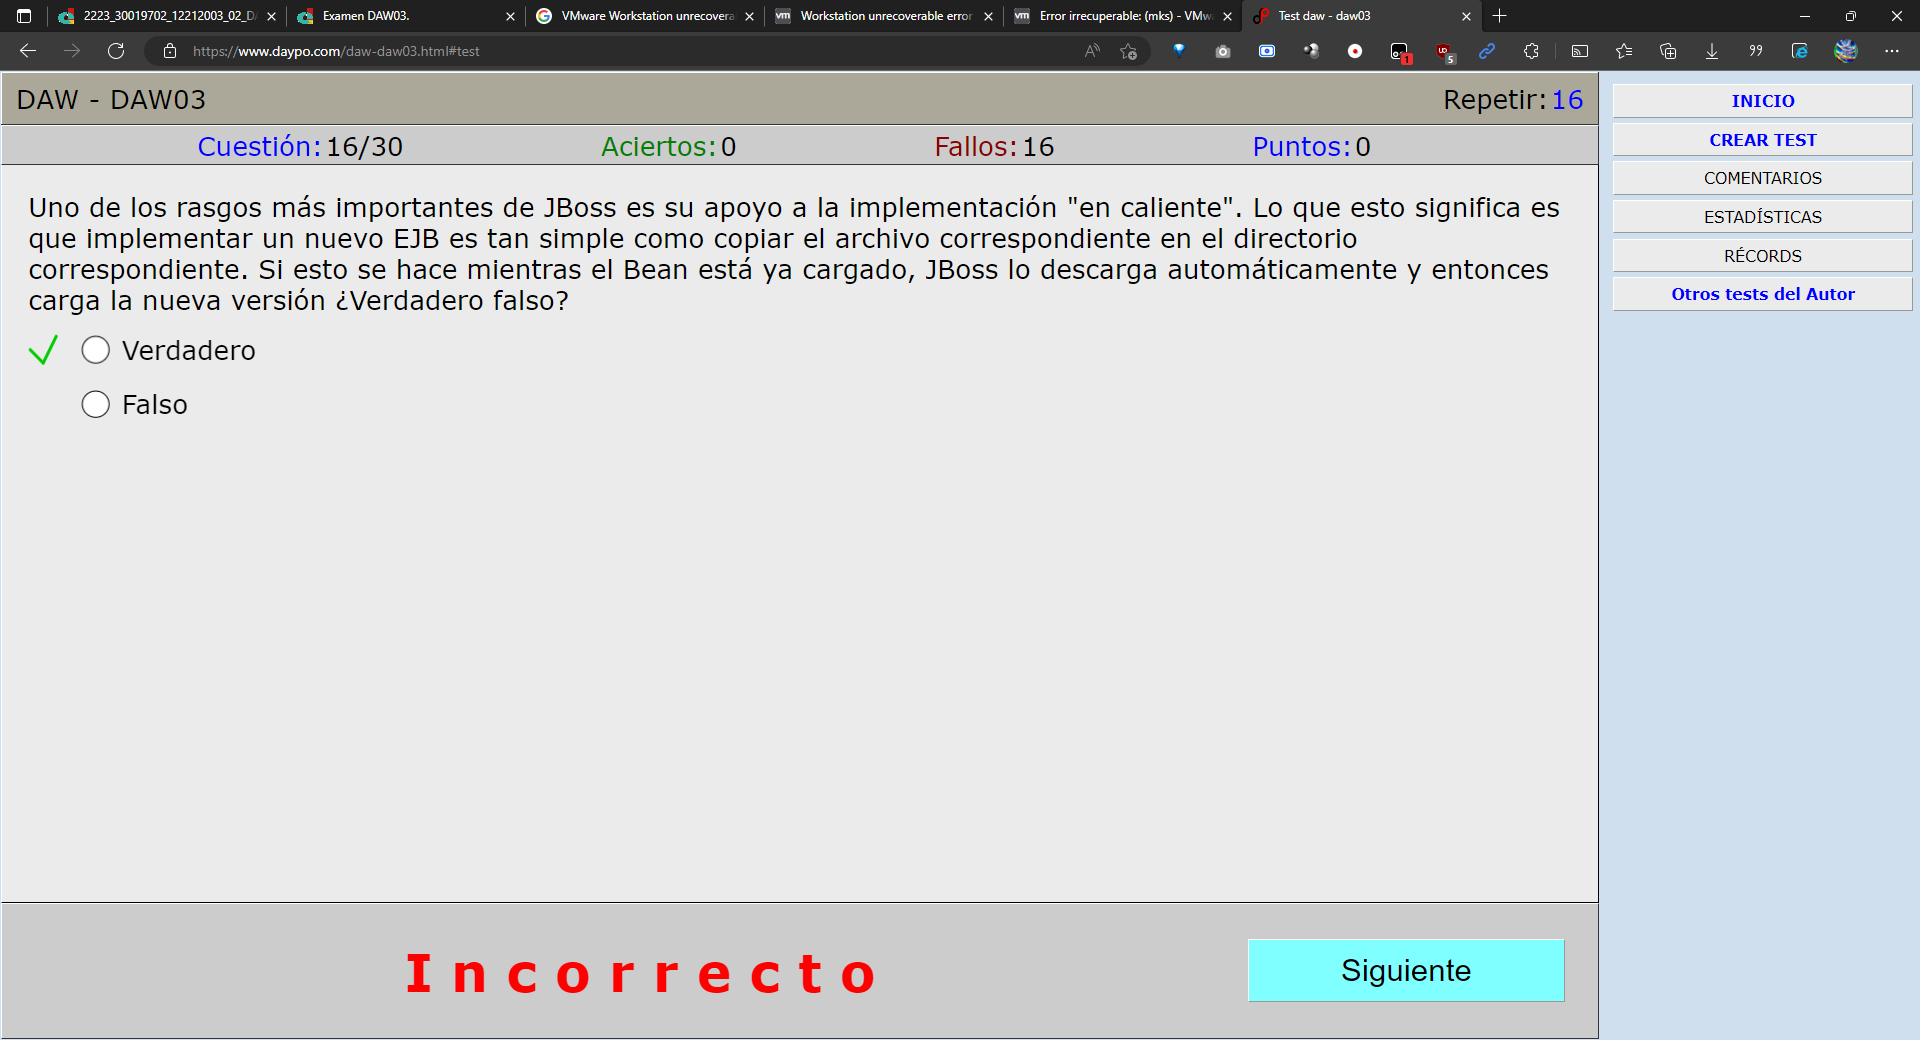 2223_30019702_12212003_02_D
Examen DAW03.
VMware Workstation unrecovera
Workstation unrecoverable error
Error irrecuperable: (mks) - VMw
Test daw - daw03
https://www.daypo.com/daw-daw03.html#test
DAW - DAW03
Repetir: 16
Cuestión: 16/30
Aciertos: 0
Fallos: 16
Puntos: 0
Uno de los rasgos más importantes de JBoss es su apoyo a la implementación "en caliente". Lo que esto significa es
que implementar un nuevo EJB es tan simple como copiar el archivo correspondiente en el directorio
correspondiente. Si esto se hace mientras el Bean está ya cargado, JBoss lo descarga automáticamente y entonces
carga la nueva versión ¿Verdadero falso?
Verdadero
Falso
Incorrecto
Siguiente
INICIO
CREAR TEST
COMENTARIOS
ESTADÍSTICAS
RÉCORDS
Otros tests del Autor